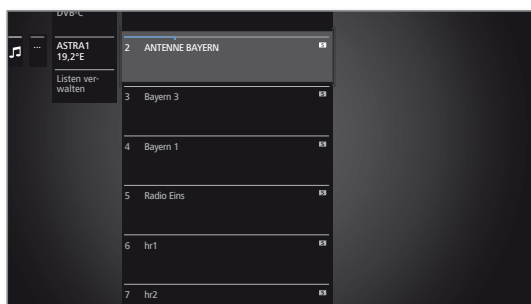 DVB-C
...
ASTRA1
19,2°E
Listen ver-
walten
2 ANTENNE BAYERN S
3 Bayern 3 S
4 Bayern 1 S
5 Radio Eins S
6 hr1 S
7 hr2 S